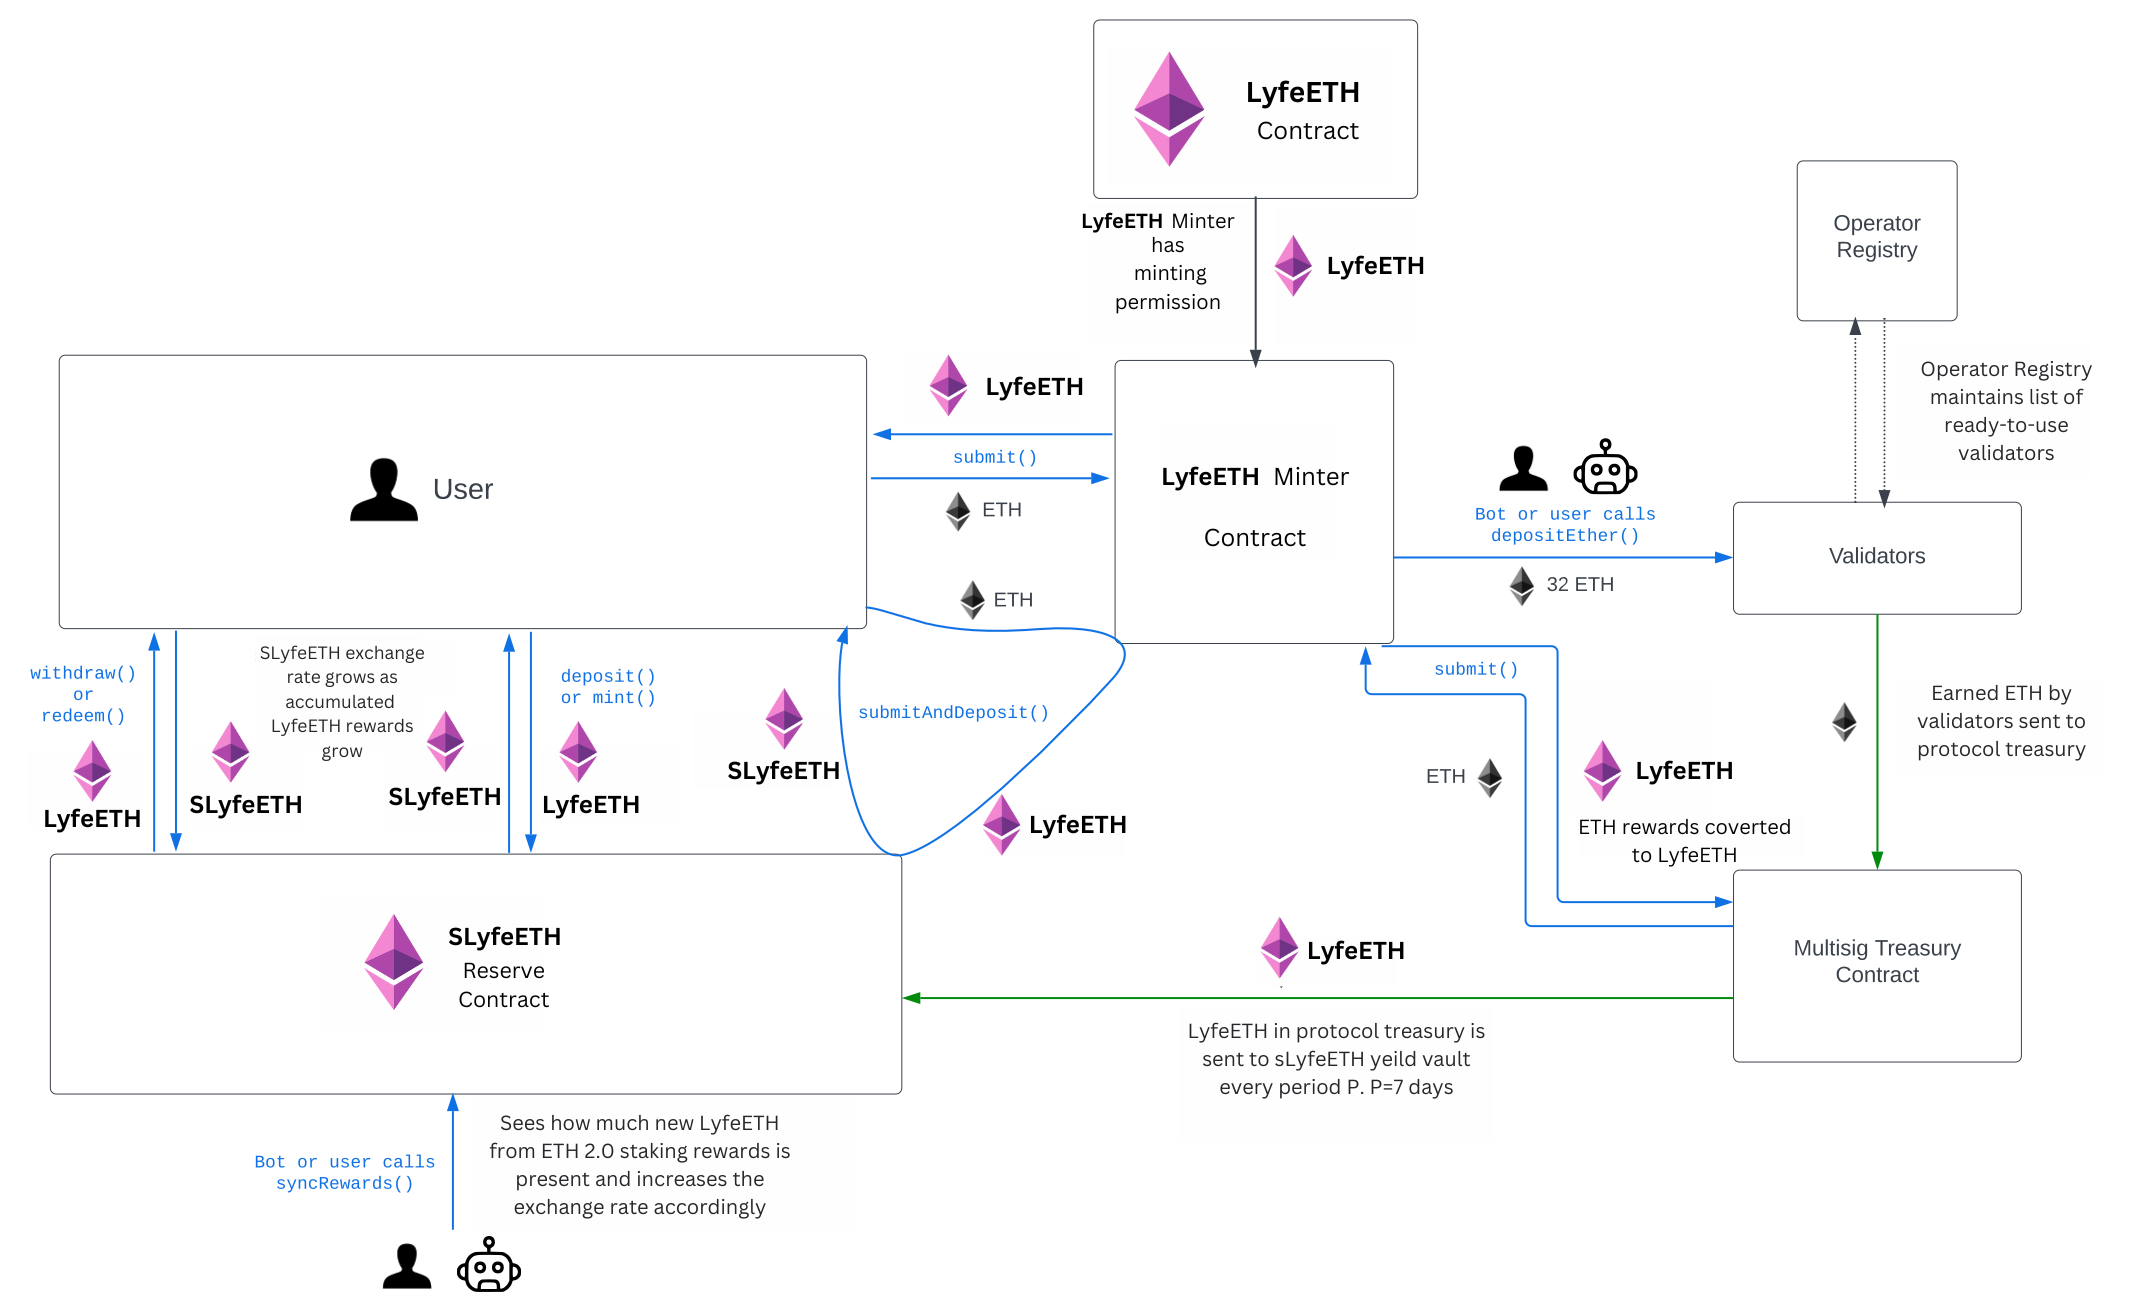 LyfeETH
Contract
LyfeETH Minter
has
minting
permission
LyfeETH
Operator
Registry
Operator Registry
maintains list of
ready-to-use
validators
User
LyfeETH
submit()
ETH
ETH
LyfeETH Minter
Contract
Bot or user calls
depositEther()
32 ETH
Validators
withdraw()
or
redeem()
LyfeETH
SLyfeETH
SLyfeETH exchange
rate grows as
accumulated
LyfeETH rewards
grow
SLyfeETH
deposit()
or mint()
LyfeETH
SLyfeETH
submitAndDeposit()
LyfeETH
submit()
ETH
LyfeETH
ETH rewards coverted
to LyfeETH
Earned ETH by
validators sent to
protocol treasury
SLyfeETH
Reserve
Contract
LyfeETH
LyfeETH in protocol treasury is
sent to sLyfeETH yeild vault
every period P. P=7 days
Multisig Treasury
Contract
Bot or user calls
syncRewards()
Sees how much new LyfeETH
from ETH 2.0 staking rewards is
present and increases the
exchange rate accordingly